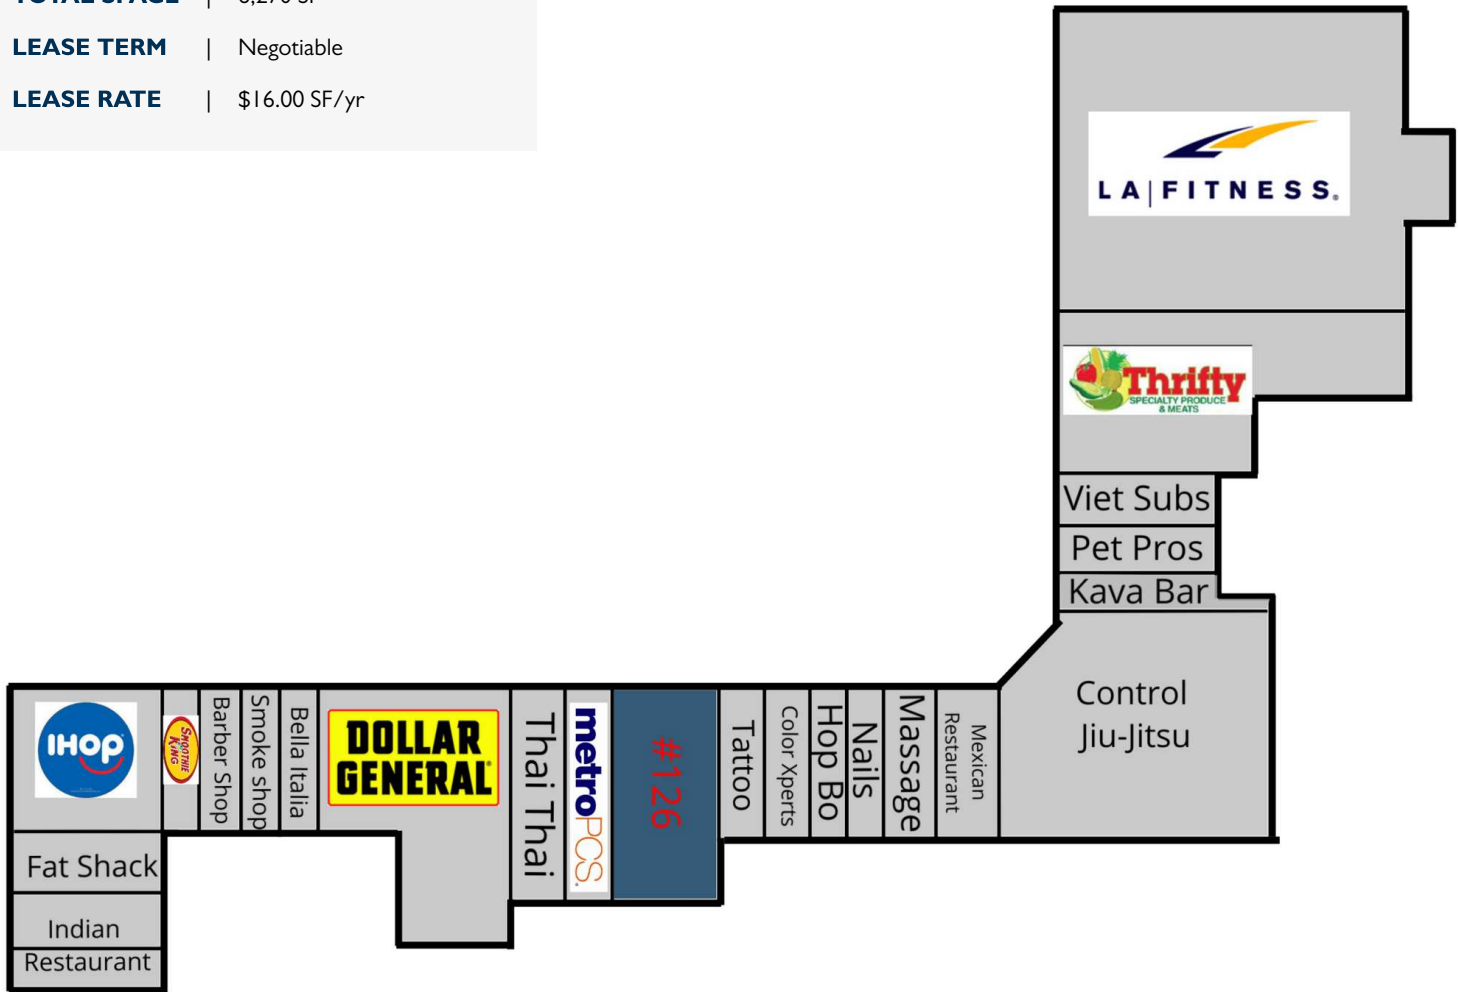 LEASE TERM | Negotiable
LEASE RATE | $16.00 SF/yr
LA|FITNESS.
Thrifty
SPECIALTY PRODUCE
& MEATS
Viet Subs
Pet Pros
Kava Bar
Control
Jiu-Jitsu
IHOP
SMOOTHIE
KING
Barber Shop
Smoke shop
Bella Italia
DOLLAR
GENERAL
Thai Thai
metroPCS.
#126
Tattoo
Color Xperts
Hop Bo
Nails
Massage
Mexican
Restaurant
Fat Shack
Indian
Restaurant